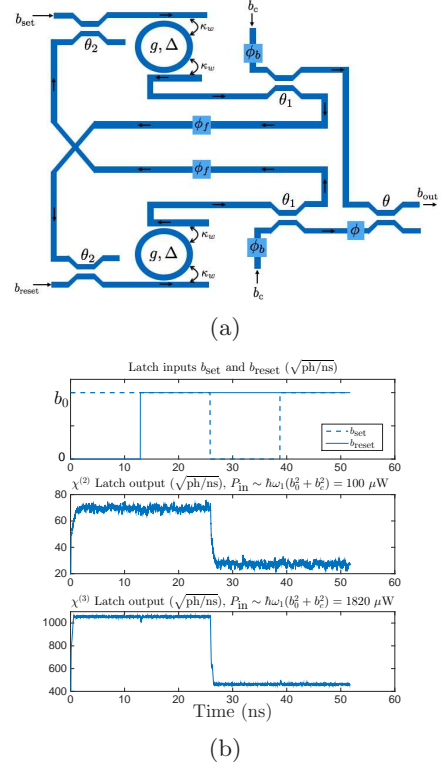 b_set
b_c
g, Δ
κ_w
κ_w
θ_2
ϕ_b
θ_1
ϕ_f
ϕ_f
θ_1
θ
b_out
κ_w
θ_2
g, Δ
κ_w
ϕ_b
ϕ
b_reset
b_c
(a)
Latch inputs b_set and b_reset (√ph/ns)
b_0
0
b_set
b_reset
0 10 20 30 40 50 60
χ^(2) Latch output (√ph/ns), P_in ∼ ℏω_1(b_0^2 + b_c^2) = 100 μW
80
60
40
20
0 10 20 30 40 50 60
χ^(3) Latch output (√ph/ns), P_in ∼ ℏω_1(b_0^2 + b_c^2) = 1820 μW
1000
800
600
400
0 10 20 30 40 50 60
Time (ns)
(b)